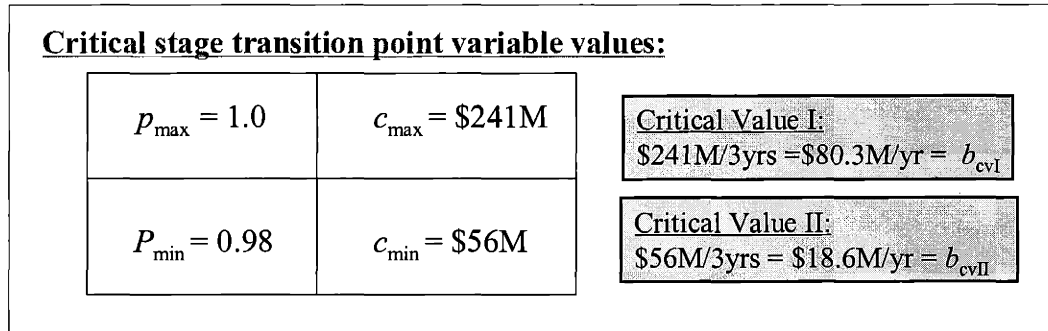 Critical stage transition point variable values:
p_max = 1.0
c_max = $241M
P_min = 0.98
c_min = $56M
Critical Value I:
$241M/3yrs =$80.3M/yr = b_cvI
Critical Value II:
$56M/3yrs = $18.6M/yr = b_cvII